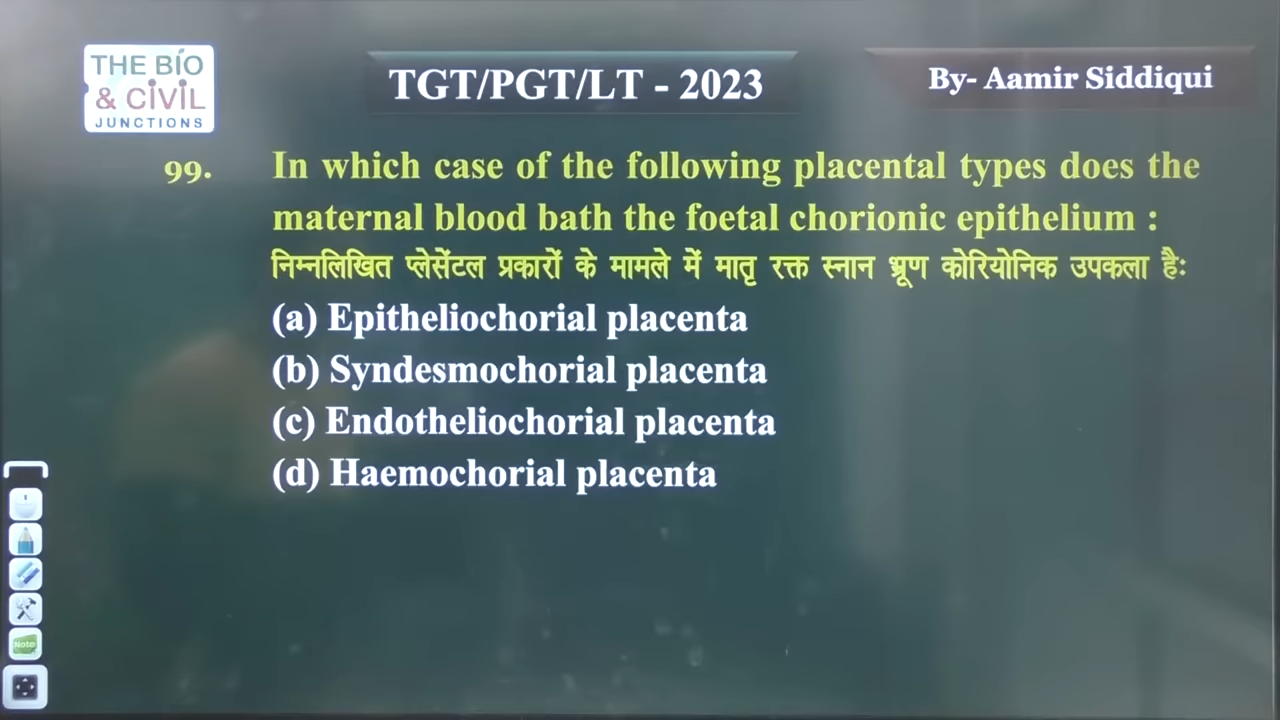 THE BIO
& CIVIL
JUNCTIONS
TGT/PGT/LT - 2023
By- Aamir Siddiqui
99. In which case of the following placental types does the
maternal blood bath the foetal chorionic epithelium :
निम्नलिखित प्लेसेंटल प्रकारों के मामले में मातृ रक्त स्नान भ्रूण कोरियोनिक उपकला है:
(a) Epitheliochorial placenta
(b) Syndesmochorial placenta
(c) Endotheliochorial placenta
(d) Haemochorial placenta
Note